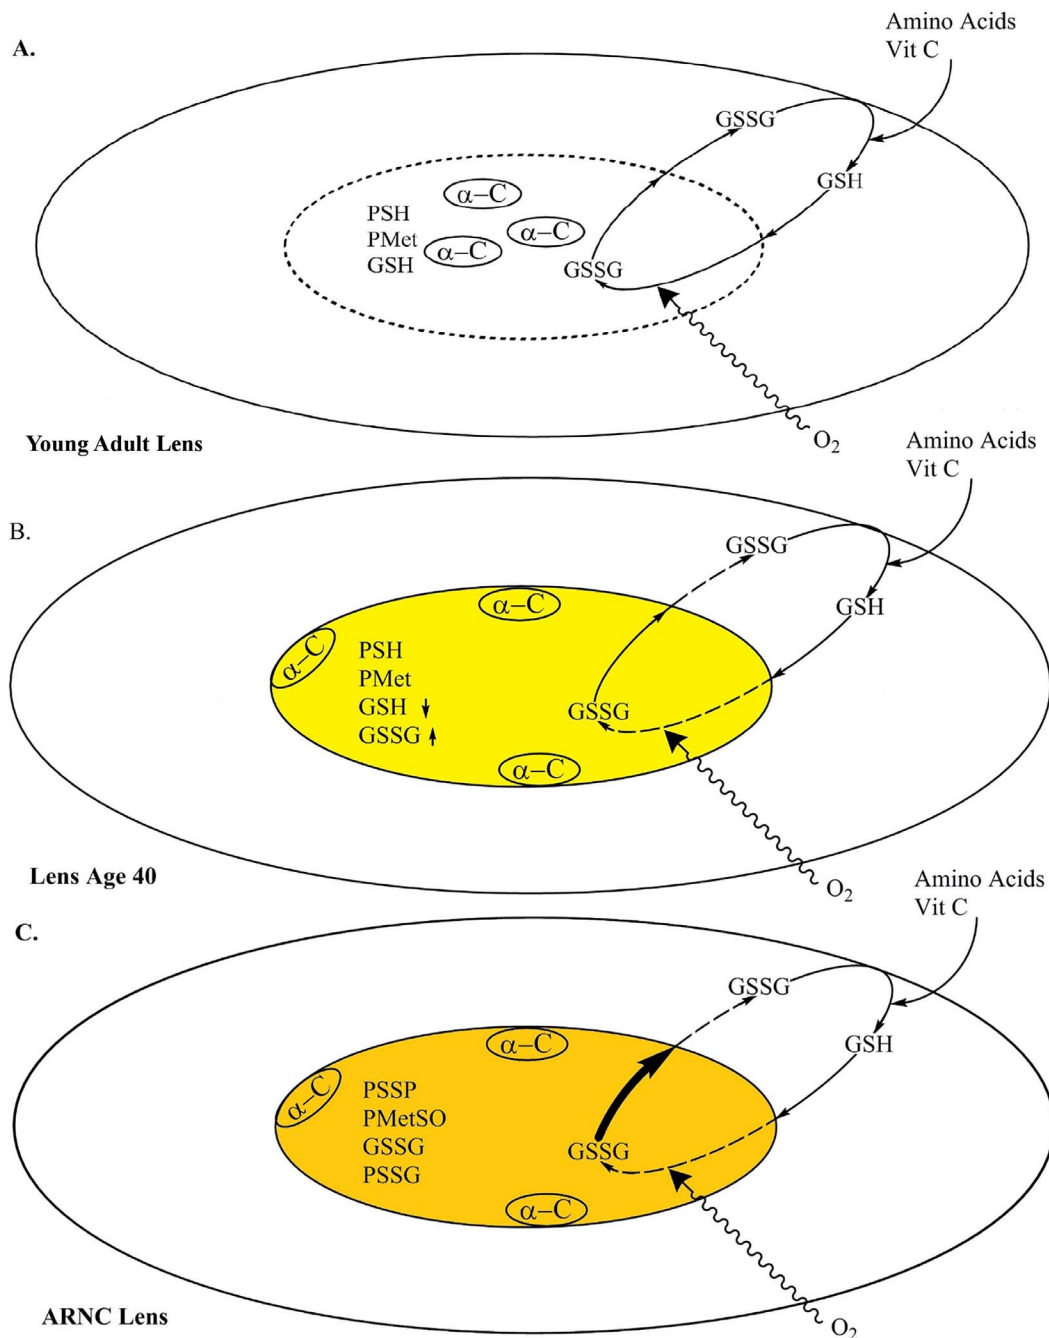 A.
Amino Acids
Vit C
GSSG
GSH
α–C
α–C
α–C
PSH
PMet
GSH
GSSG
O2
Young Adult Lens
B.
Amino Acids
Vit C
GSSG
GSH
α–C
α–C
α–C
PSH
PMet
GSH ↓
GSSG ↑
GSSG
O2
Lens Age 40
C.
Amino Acids
Vit C
GSSG
GSH
α–C
α–C
α–C
PSSP
PMetSO
GSSG
PSSG
GSSG
O2
ARNC Lens